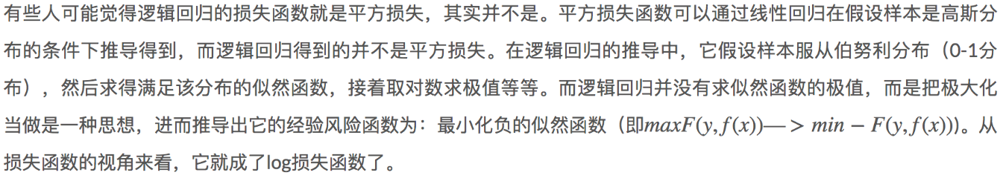 有些人可能觉得逻辑回归的损失函数就是平方损失，其实并不是。平方损失函数可以通过线性回归在假设样本是高斯分
布的条件下推导得到，而逻辑回归得到的并不是平方损失。在逻辑回归的推导中，它假设样本服从伯努利分布（0-1分
布），然后求得满足该分布的似然函数，接着取对数求极值等等。而逻辑回归并没有求似然函数的极值，而是把极大化
当做是一种思想，进而推导出它的经验风险函数为：最小化负的似然函数（即maxF(y, f(x))—> min − F(y, f(x)))。从
损失函数的视角来看，它就成了log损失函数了。